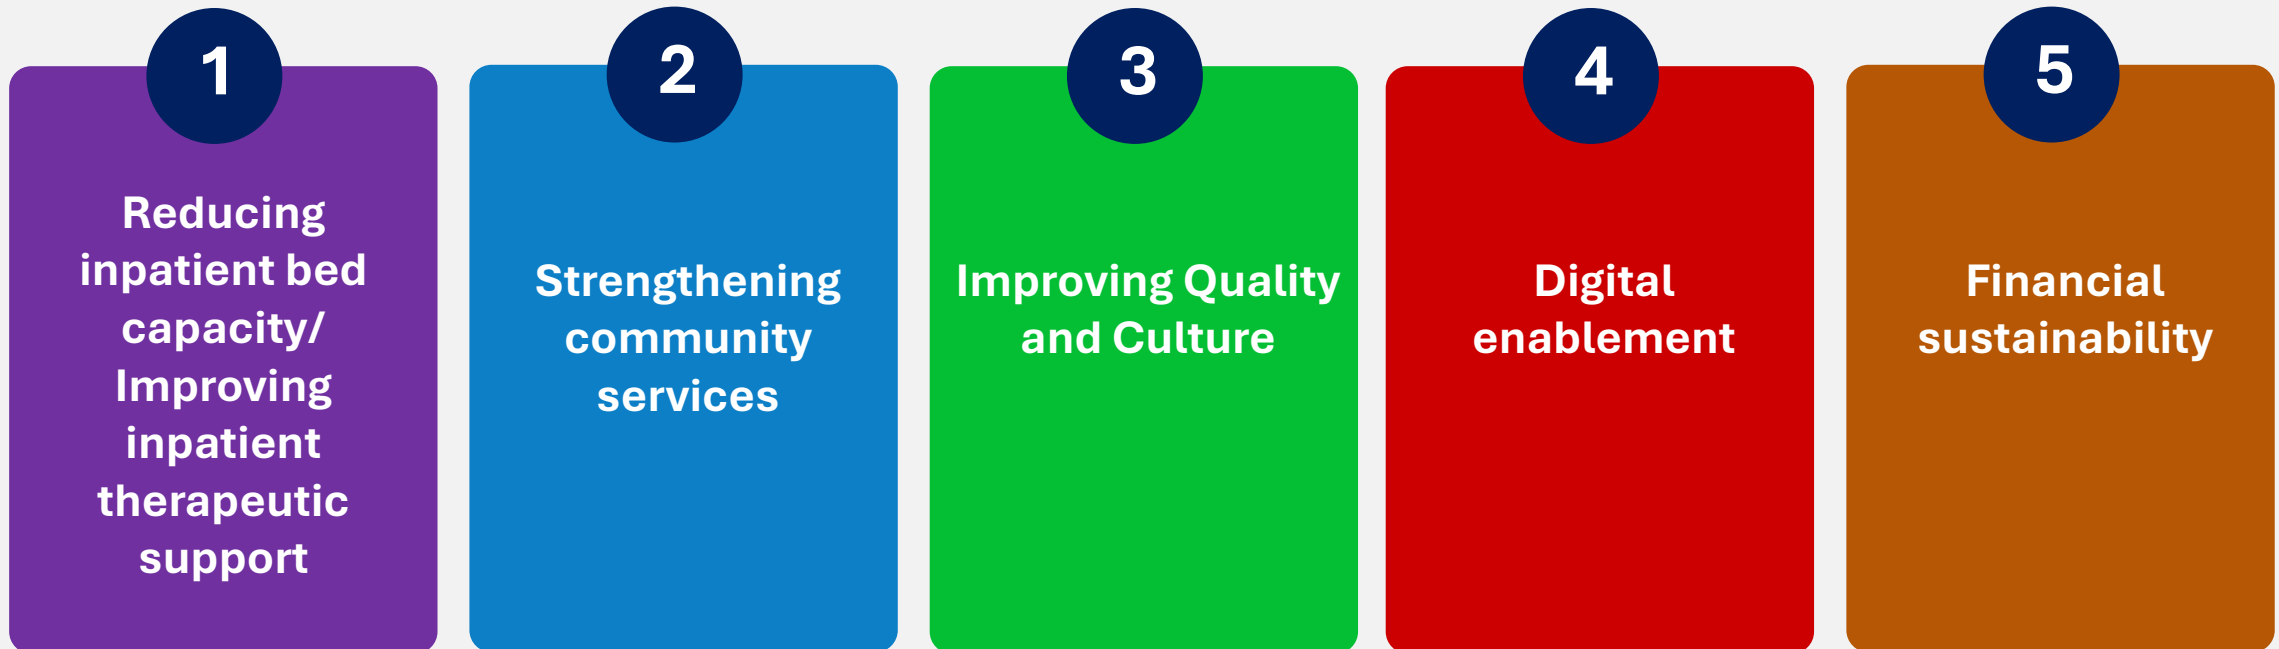 1
Reducing
inpatient bed
capacity/
Improving
inpatient
therapeutic
support
2
Strengthening
community
services
3
Improving Quality
and Culture
4
Digital
enablement
5
Financial
sustainability